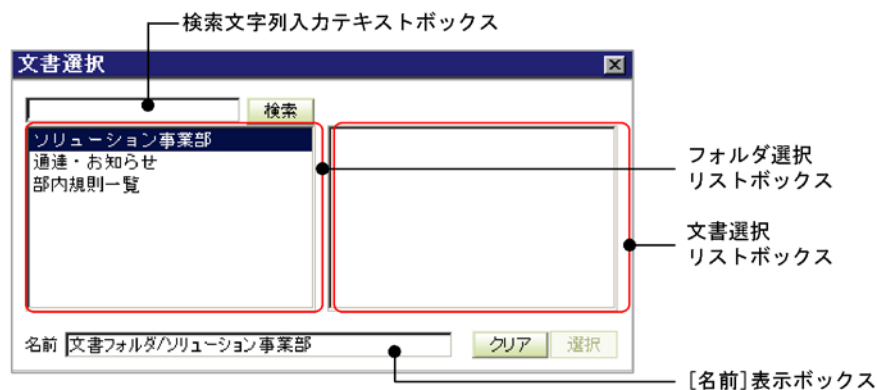 検索文字列入力テキストボックス
文書選択
検索
ソリューション事業部
通達・お知らせ
部内規則一覧
フォルダ選択
リストボックス
文書選択
リストボックス
名前 文書フォルダ/ソリューション事業部 クリア 選択
[名前]表示ボックス